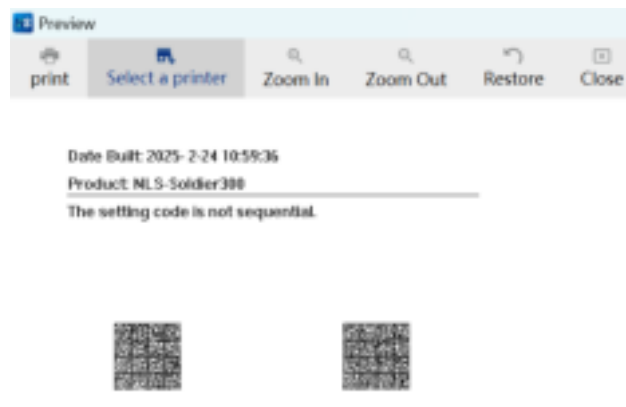 Preview
print Select a printer Zoom In Zoom Out Restore Close
Date Built: 2025- 2-24 10:59:36
Product: NLS-Soldier300
The setting code is not sequential.